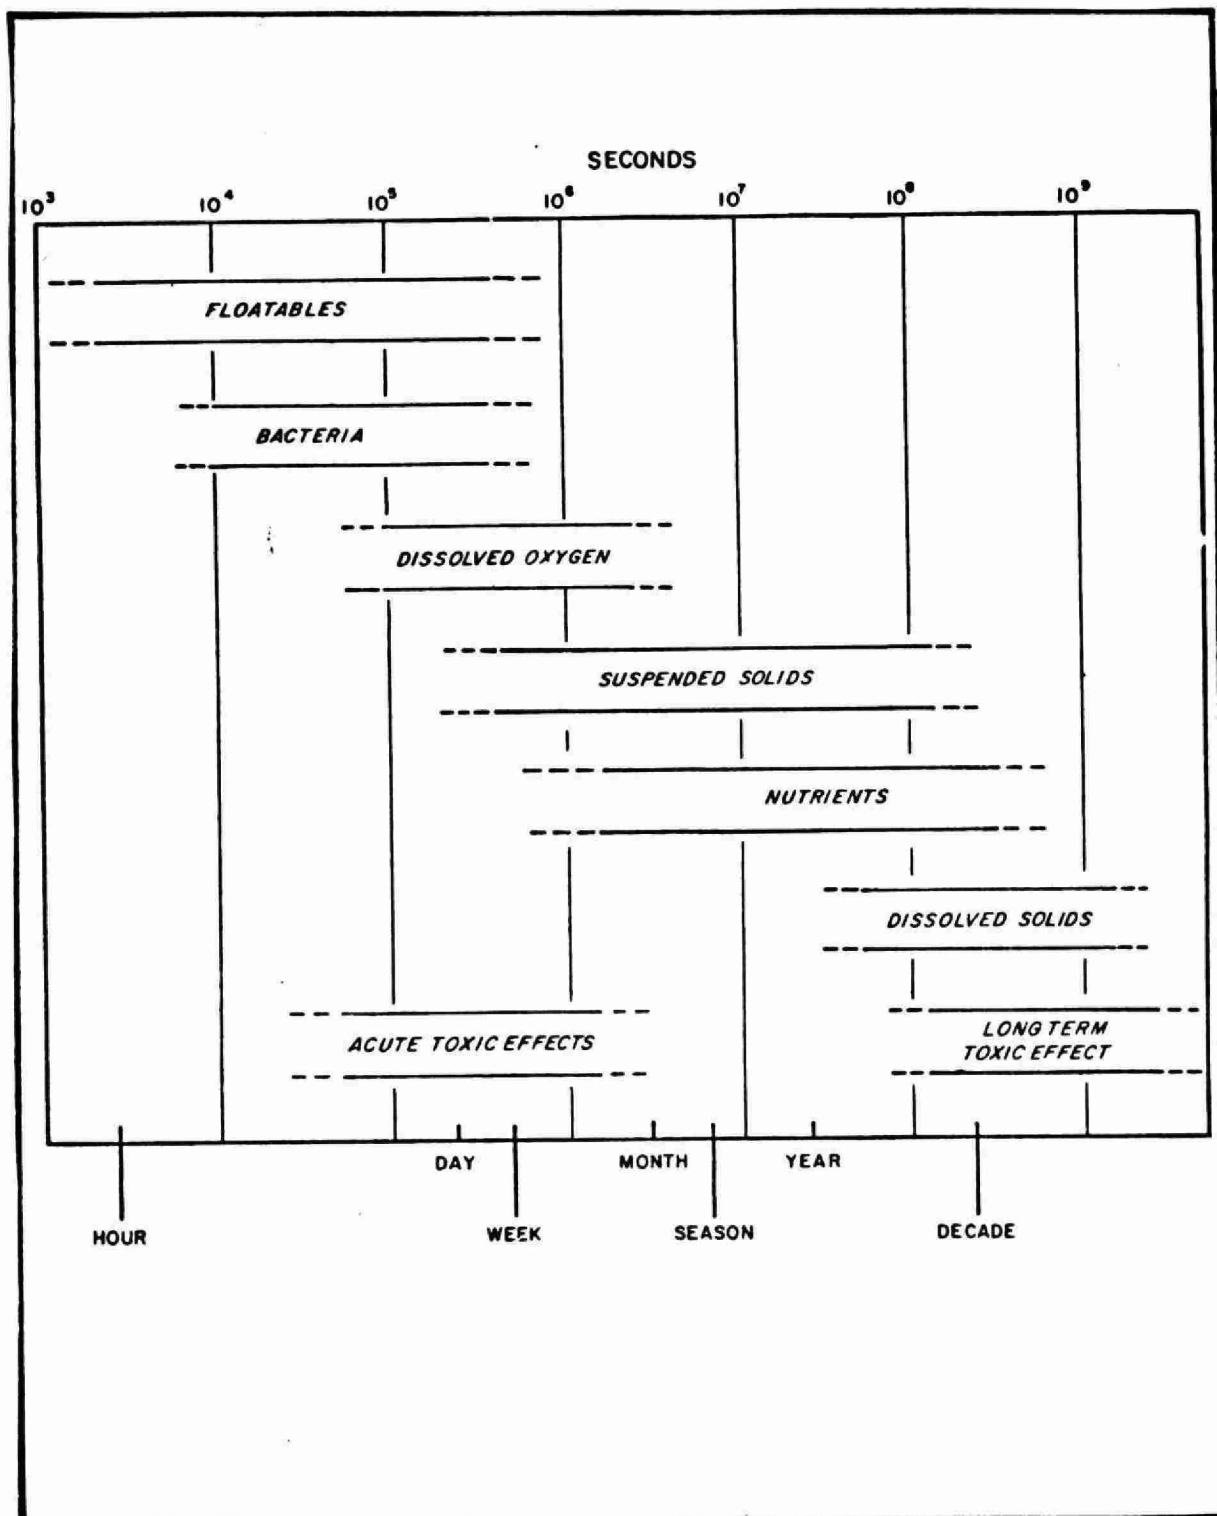 SECONDS
10³ 10⁴ 10⁵ 10⁶ 10⁷ 10⁸ 10⁹
FLOATABLES
BACTERIA
DISSOLVED OXYGEN
SUSPENDED SOLIDS
NUTRIENTS
DISSOLVED SOLIDS
ACUTE TOXIC EFFECTS
LONG TERM
TOXIC EFFECT
DAY MONTH YEAR
HOUR WEEK SEASON DECADE